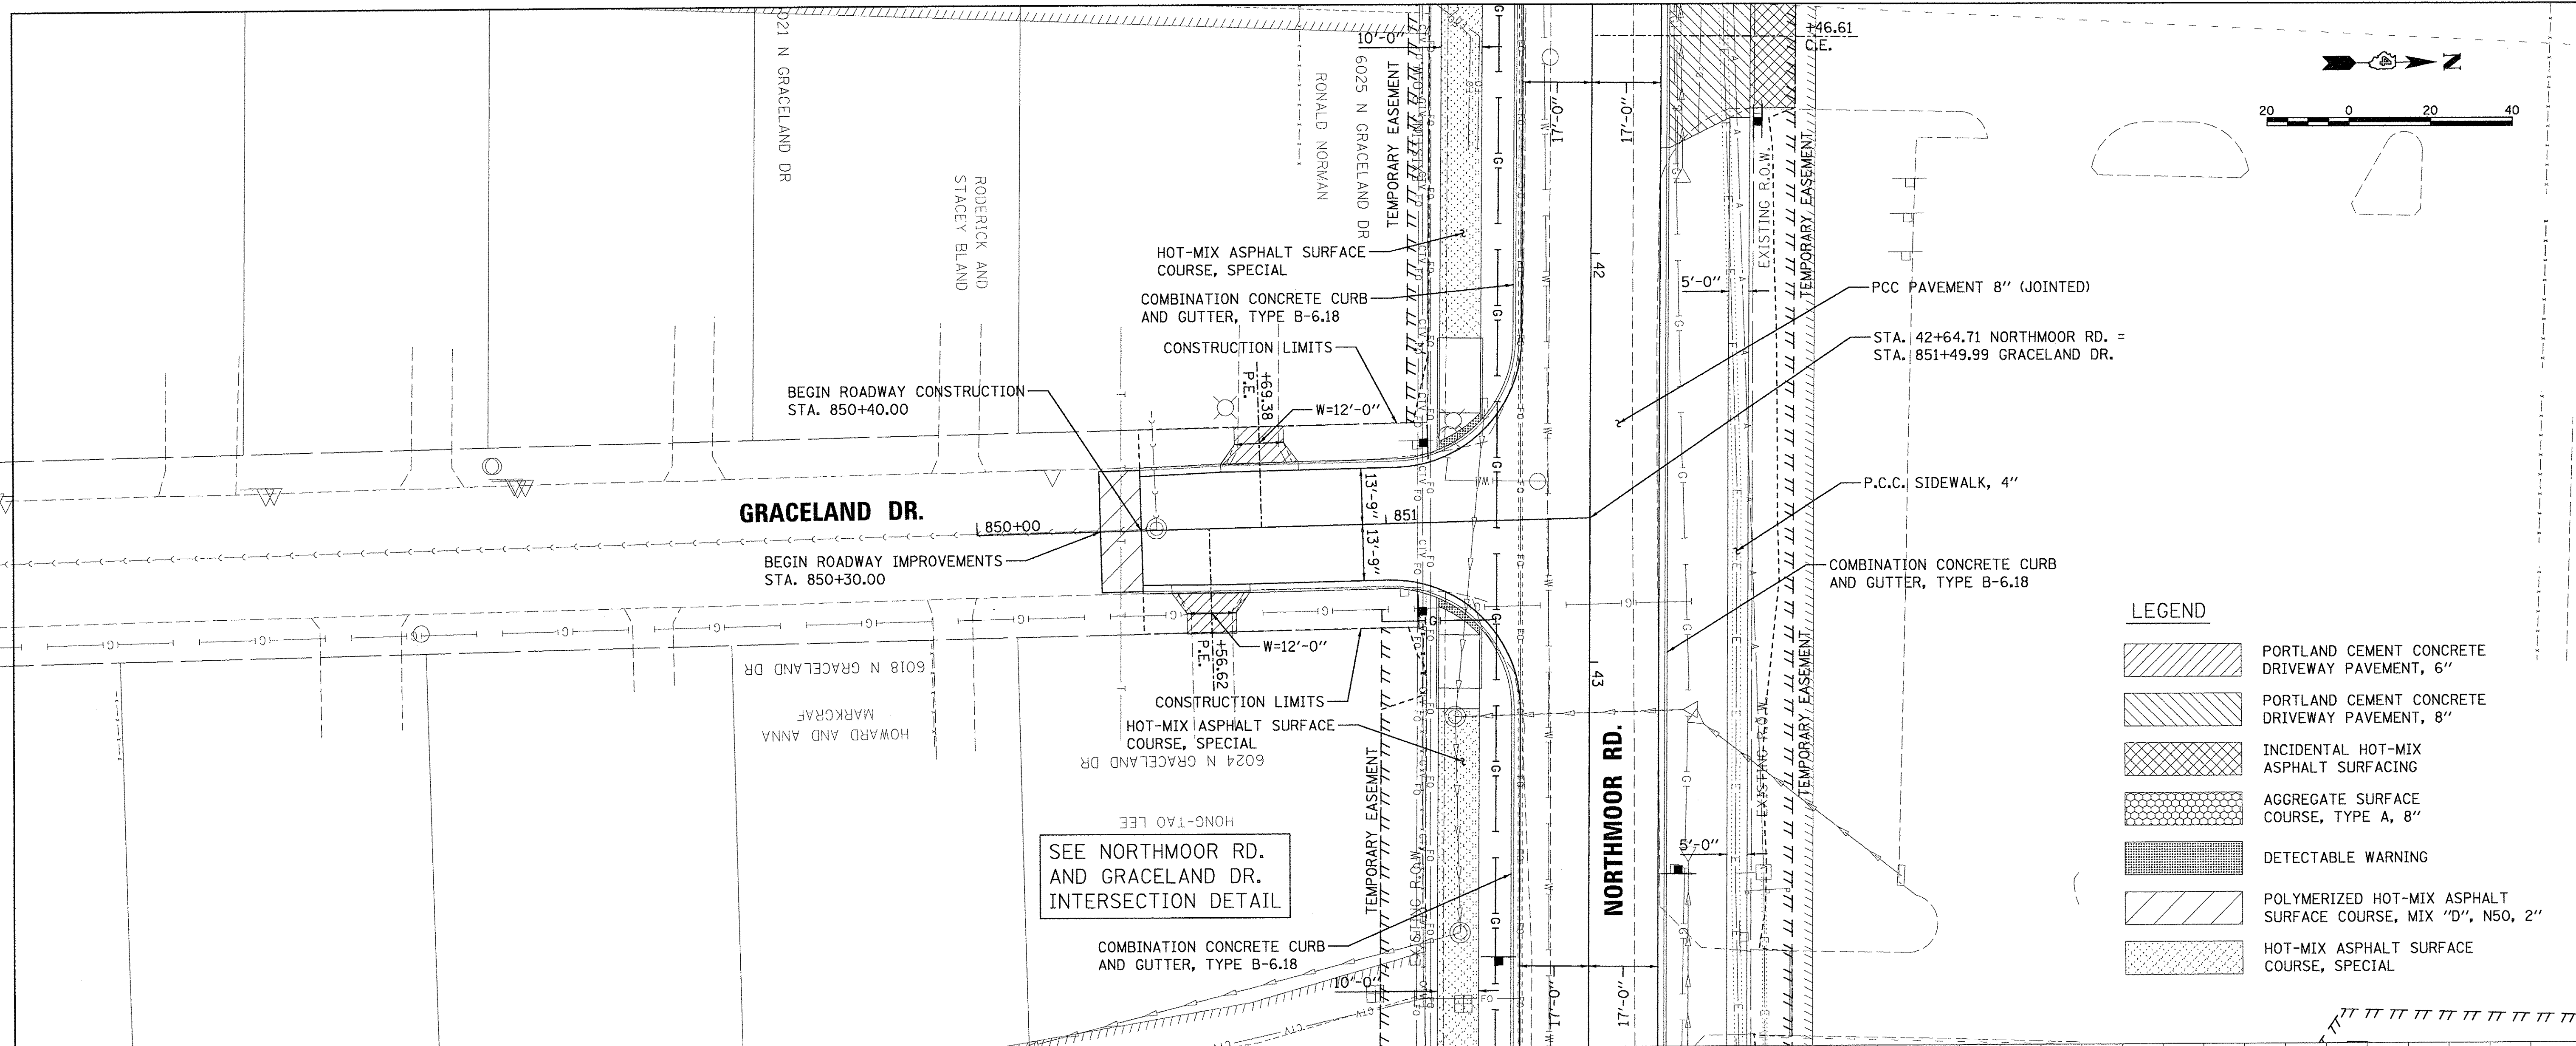 021 N GRACELAND DR
RODERICK AND
STACEY BLAND
RONALD NORMAN
6025 N GRACELAND DR
TEMPORARY EASEMENT
10'-0"
17'-0"
17'-0"
+46.61
C.E.
N
20 0 20 40
HOT-MIX ASPHALT SURFACE
COURSE, SPECIAL
COMBINATION CONCRETE CURB
AND GUTTER, TYPE B-6.18
CONSTRUCTION LIMITS
BEGIN ROADWAY CONSTRUCTION
STA. 850+40.00
+69.38
P.E.
W=12'-0"
42
5'-0"
EXISTING R.O.W.
TEMPORARY EASEMENT
PCC PAVEMENT 8" (JOINTED)
STA. 42+64.71 NORTHMOOR RD. =
STA. 851+49.99 GRACELAND DR.
P.C.C. SIDEWALK, 4"
COMBINATION CONCRETE CURB
AND GUTTER, TYPE B-6.18
GRACELAND DR.
850+00
851
13'-9"
13'-9"
BEGIN ROADWAY IMPROVEMENTS
STA. 850+30.00
+56.62
P.E.
W=12'-0"
CONSTRUCTION LIMITS
HOT-MIX ASPHALT SURFACE
COURSE, SPECIAL
6018 N GRACELAND DR
HOWARD AND ANNA
MARKGRAF
6024 N GRACELAND DR
HONG-TAO LEE
SEE NORTHMOOR RD.
AND GRACELAND DR.
INTERSECTION DETAIL
COMBINATION CONCRETE CURB
AND GUTTER, TYPE B-6.18
TEMPORARY EASEMENT
EXISTING R.O.W.
10'-0"
17'-0"
17'-0"
43
NORTHMOOR RD.
5'-0"
EXISTING R.O.W.
TEMPORARY EASEMENT
LEGEND
PORTLAND CEMENT CONCRETE
DRIVEWAY PAVEMENT, 6"
PORTLAND CEMENT CONCRETE
DRIVEWAY PAVEMENT, 8"
INCIDENTAL HOT-MIX
ASPHALT SURFACING
AGGREGATE SURFACE
COURSE, TYPE A, 8"
DETECTABLE WARNING
POLYMERIZED HOT-MIX ASPHALT
SURFACE COURSE, MIX "D", N50, 2"
HOT-MIX ASPHALT SURFACE
COURSE, SPECIAL